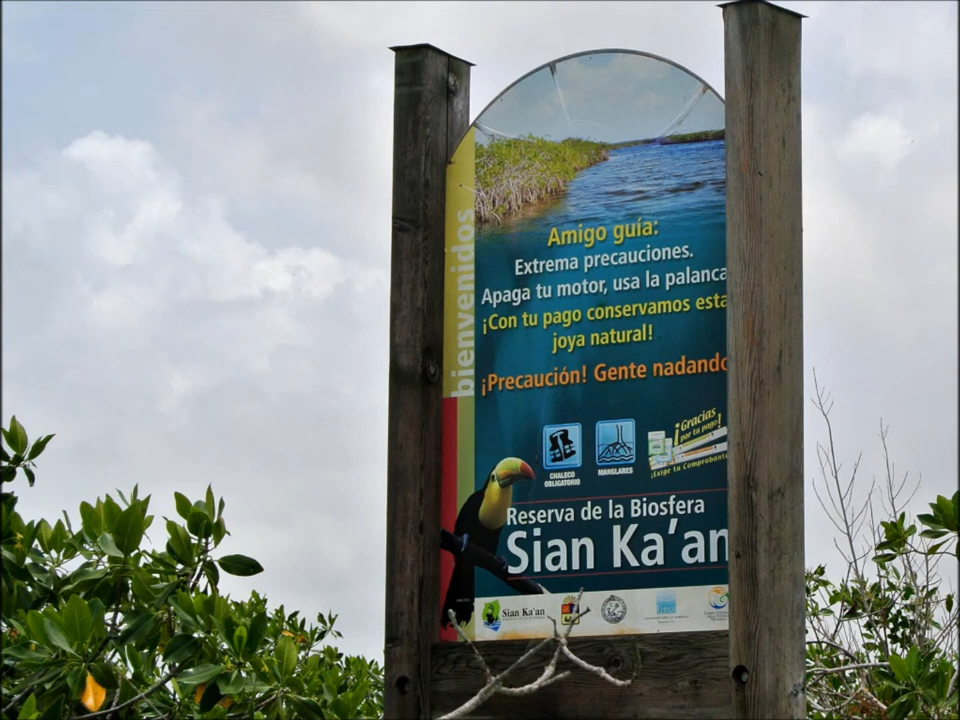 bienvenidos
Amigo guía:
Extrema precauciones.
Apaga tu motor, usa la palanca
¡Con tu pago conservamos esta
joya natural!
¡Precaución! Gente nadando
¡Gracias
por tu pago!
¡Exige tu Comprobante
CHALECO
OBLIGATORIO
MANGLARES
Reserva de la Biosfera
Sian Ka'an
Sian Ka'an